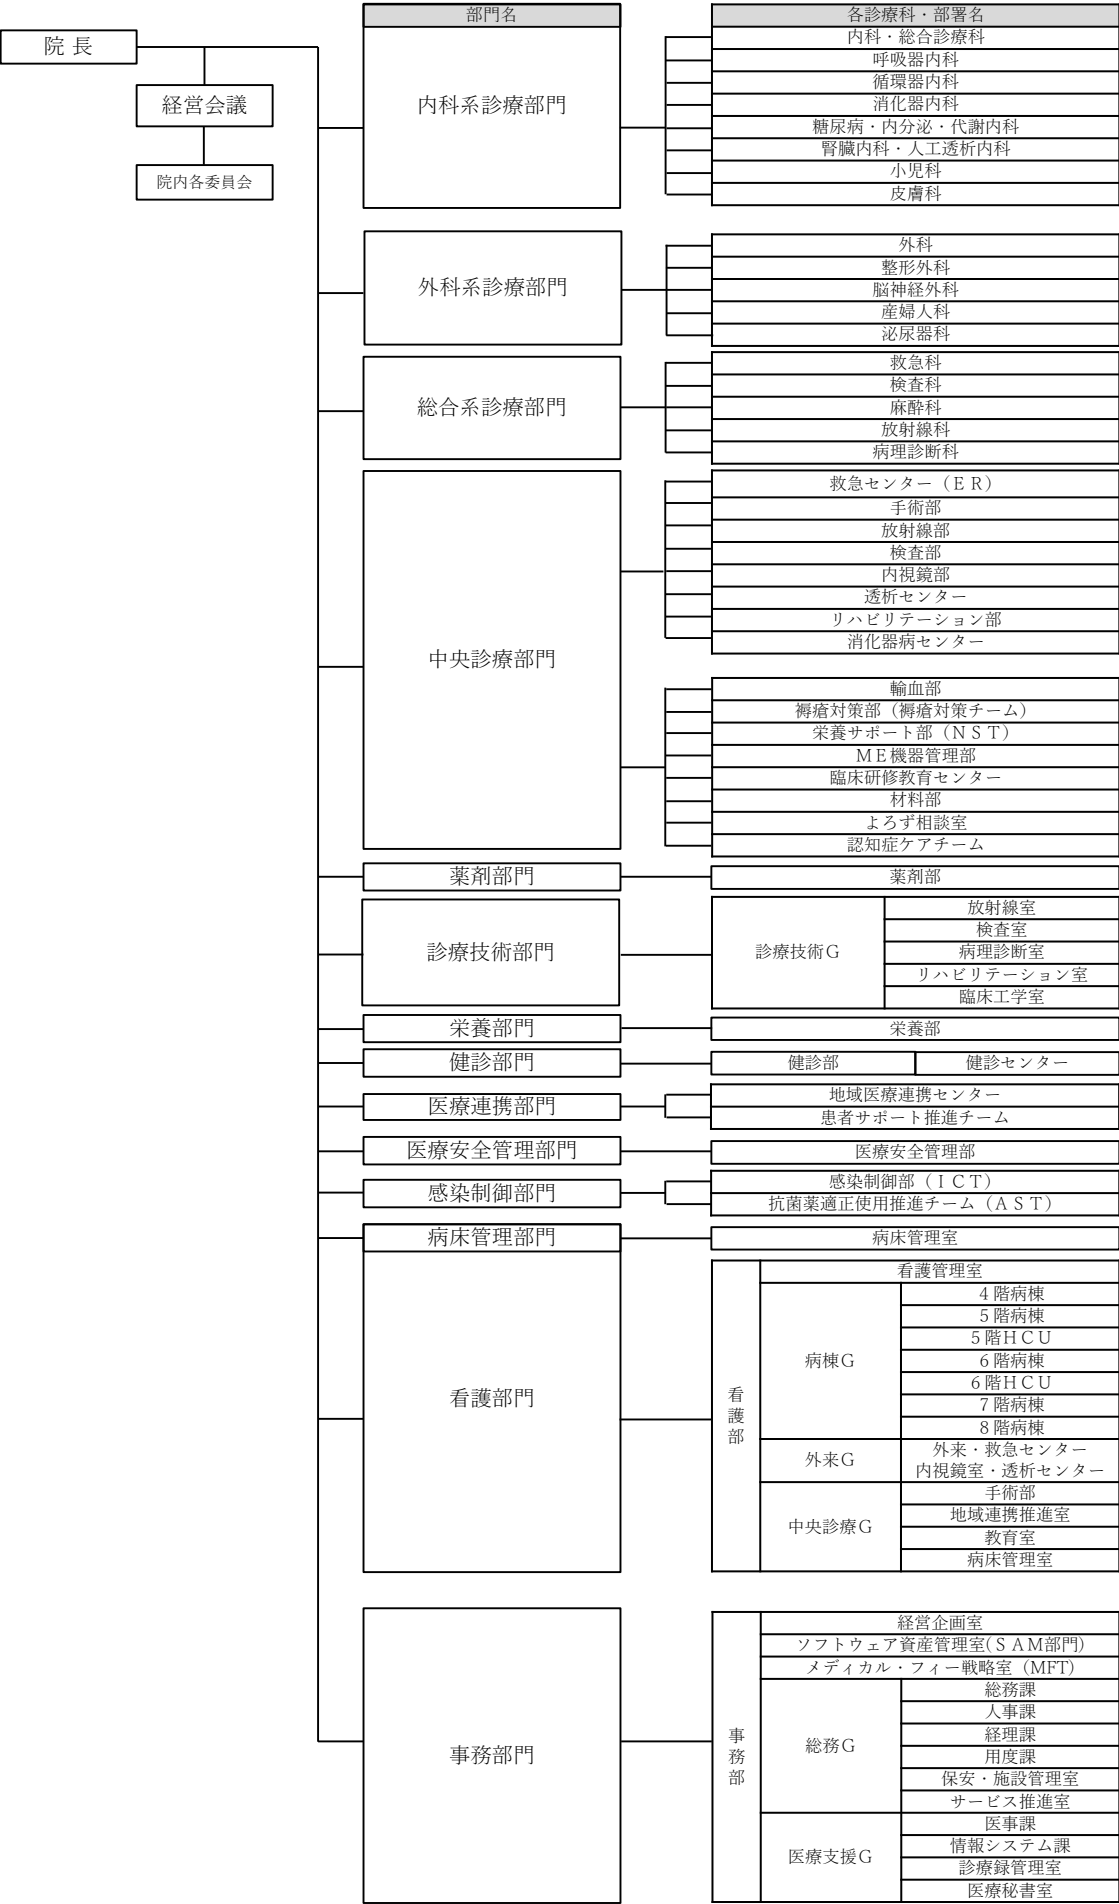 院 長
経営会議
院内各委員会
部門名
各診療科・部署名
内科系診療部門
内科・総合診療科
呼吸器内科
循環器内科
消化器内科
糖尿病・内分泌・代謝内科
腎臓内科・人工透析内科
小児科
皮膚科
外科系診療部門
外科
整形外科
脳神経外科
産婦人科
泌尿器科
総合系診療部門
救急科
検査科
麻酔科
放射線科
病理診断科
中央診療部門
救急センター（ＥＲ）
手術部
放射線部
検査部
内視鏡部
透析センター
リハビリテーション部
消化器病センター
輸血部
褥瘡対策部（褥瘡対策チーム）
栄養サポート部（ＮＳＴ）
ＭＥ機器管理部
臨床研修教育センター
材料部
よろず相談室
認知症ケアチーム
薬剤部門
薬剤部
診療技術部門
診療技術Ｇ
放射線室
検査室
病理診断室
リハビリテーション室
臨床工学室
栄養部門
栄養部
健診部門
健診部
健診センター
医療連携部門
地域医療連携センター
患者サポート推進チーム
医療安全管理部門
医療安全管理部
感染制御部門
感染制御部（ＩＣＴ）
抗菌薬適正使用推進チーム（ＡＳＴ）
病床管理部門
病床管理室
看護部門
看護部
看護管理室
病棟Ｇ
４階病棟
５階病棟
５階ＨＣＵ
６階病棟
６階ＨＣＵ
７階病棟
８階病棟
外来Ｇ
外来・救急センター
内視鏡室・透析センター
中央診療Ｇ
手術部
地域連携推進室
教育室
病床管理室
事務部門
事務部
経営企画室
ソフトウェア資産管理室(ＳＡＭ部門)
メディカル・フィー戦略室（MFT）
総務Ｇ
総務課
人事課
経理課
用度課
保安・施設管理室
サービス推進室
医療支援Ｇ
医事課
情報システム課
診療録管理室
医療秘書室